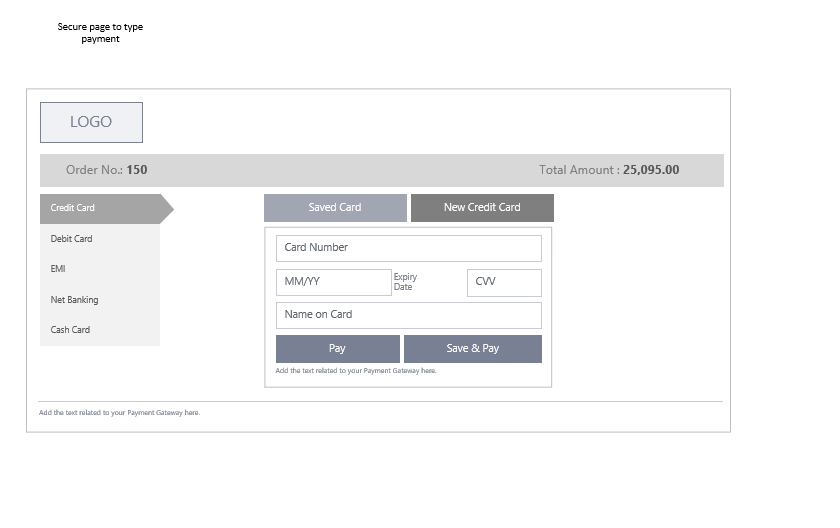 Secure page to type
payment
LOGO
Order No.: 150
Total Amount : 25,095.00
Credit Card
Saved Card
New Credit Card
Debit Card
EMI
Net Banking
Cash Card
Card Number
MM/YY
Expiry
Date
CVV
Name on Card
Pay
Save & Pay
Add the text related to your Payment Gateway here.
Add the text related to your Payment Gateway here.